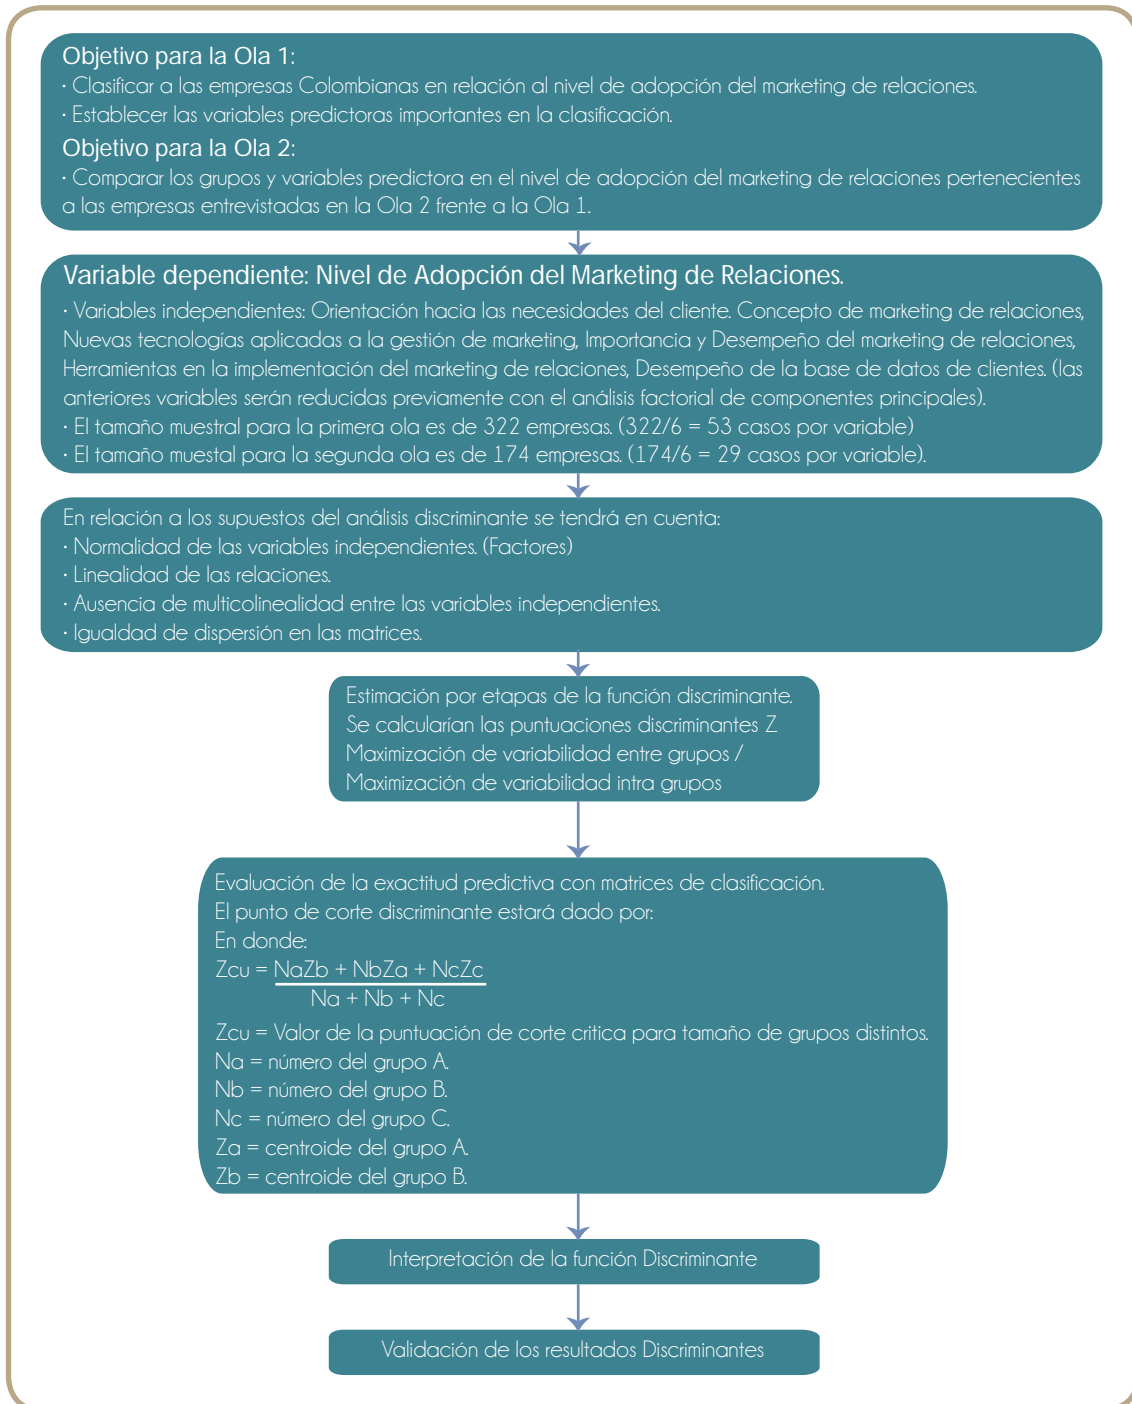 Objetivo para la Ola 1:
· Clasificar a las empresas Colombianas en relación al nivel de adopción del marketing de relaciones.
· Establecer las variables predictoras importantes en la clasificación.
Objetivo para la Ola 2:
· Comparar los grupos y variables predictora en el nivel de adopción del marketing de relaciones pertenecientes
a las empresas entrevistadas en la Ola 2 frente a la Ola 1.
Variable dependiente: Nivel de Adopción del Marketing de Relaciones.
· Variables independientes: Orientación hacia las necesidades del cliente. Concepto de marketing de relaciones,
Nuevas tecnologías aplicadas a la gestión de marketing, Importancia y Desempeño del marketing de relaciones,
Herramientas en la implementación del marketing de relaciones, Desempeño de la base de datos de clientes. (las
anteriores variables serán reducidas previamente con el análisis factorial de componentes principales).
· El tamaño muestral para la primera ola es de 322 empresas. (322/6 = 53 casos por variable)
· El tamaño muestal para la segunda ola es de 174 empresas. (174/6 = 29 casos por variable).
En relación a los supuestos del análisis discriminante se tendrá en cuenta:
· Normalidad de las variables independientes. (Factores)
· Linealidad de las relaciones.
· Ausencia de multicolinealidad entre las variables independientes.
· Igualdad de dispersión en las matrices.
Estimación por etapas de la función discriminante.
Se calcularían las puntuaciones discriminantes Z
Maximización de variabilidad entre grupos /
Maximización de variabilidad intra grupos
Evaluación de la exactitud predictiva con matrices de clasificación.
El punto de corte discriminante estará dado por:
En donde:
Zcu = NaZb + NbZa + NcZc
Na + Nb + Nc
Zcu = Valor de la puntuación de corte critica para tamaño de grupos distintos.
Na = número del grupo A.
Nb = número del grupo B.
Nc = número del grupo C.
Za = centroide del grupo A.
Zb = centroide del grupo B.
Interpretación de la función Discriminante
Validación de los resultados Discriminantes